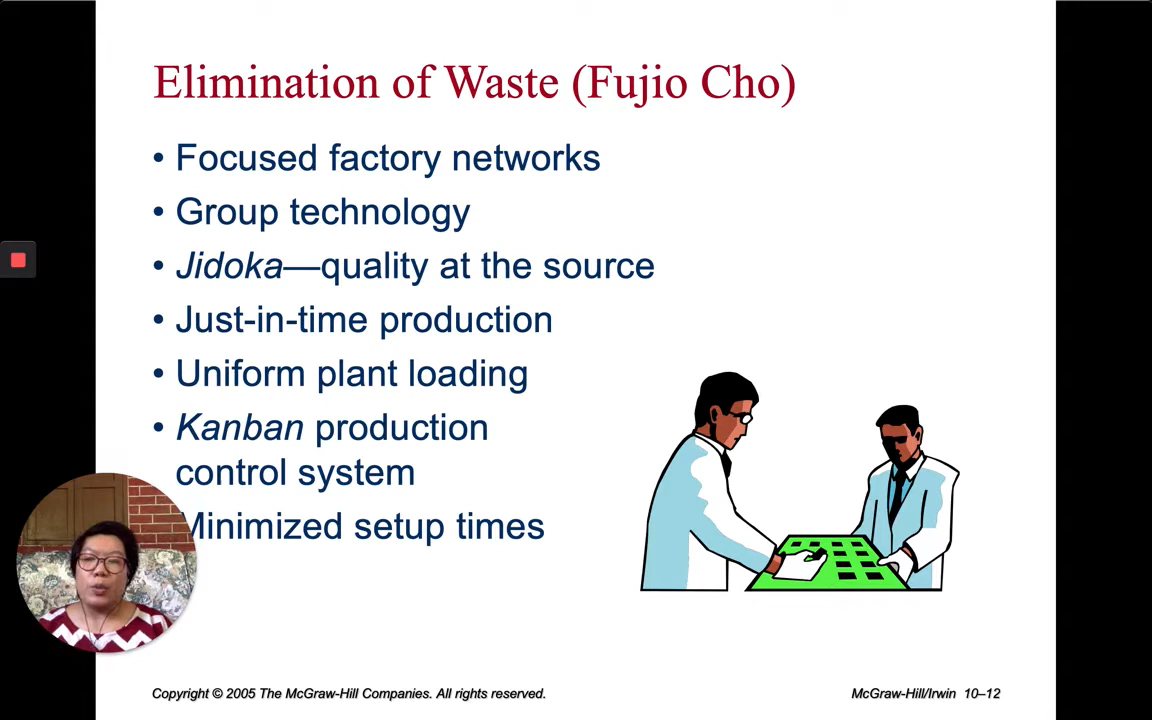 Elimination of Waste (Fujio Cho)
• Focused factory networks
• Group technology
• Jidoka—quality at the source
• Just-in-time production
• Uniform plant loading
• Kanban production
control system
Minimized setup times
Copyright © 2005 The McGraw-Hill Companies. All rights reserved.
McGraw-Hill/Irwin 10–12